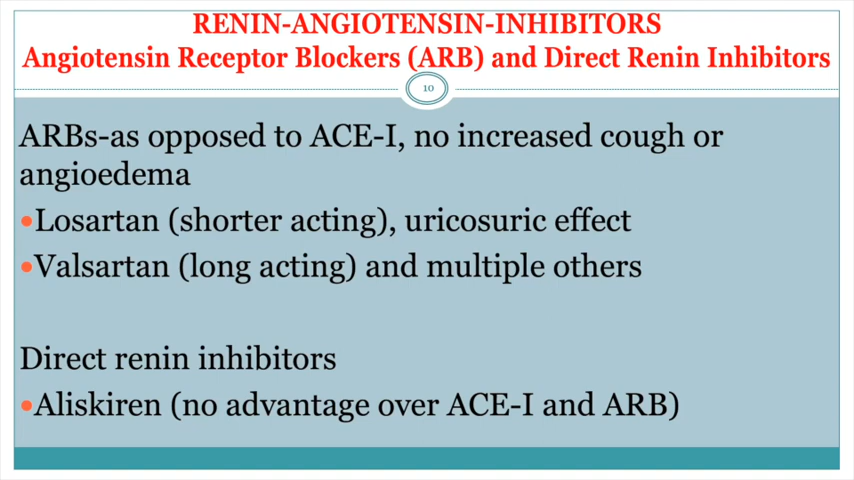 RENIN-ANGIOTENSIN-INHIBITORS
Angiotensin Receptor Blockers (ARB) and Direct Renin Inhibitors
10
ARBs-as opposed to ACE-I, no increased cough or
angioedema
•Losartan (shorter acting), uricosuric effect
•Valsartan (long acting) and multiple others
Direct renin inhibitors
•Aliskiren (no advantage over ACE-I and ARB)